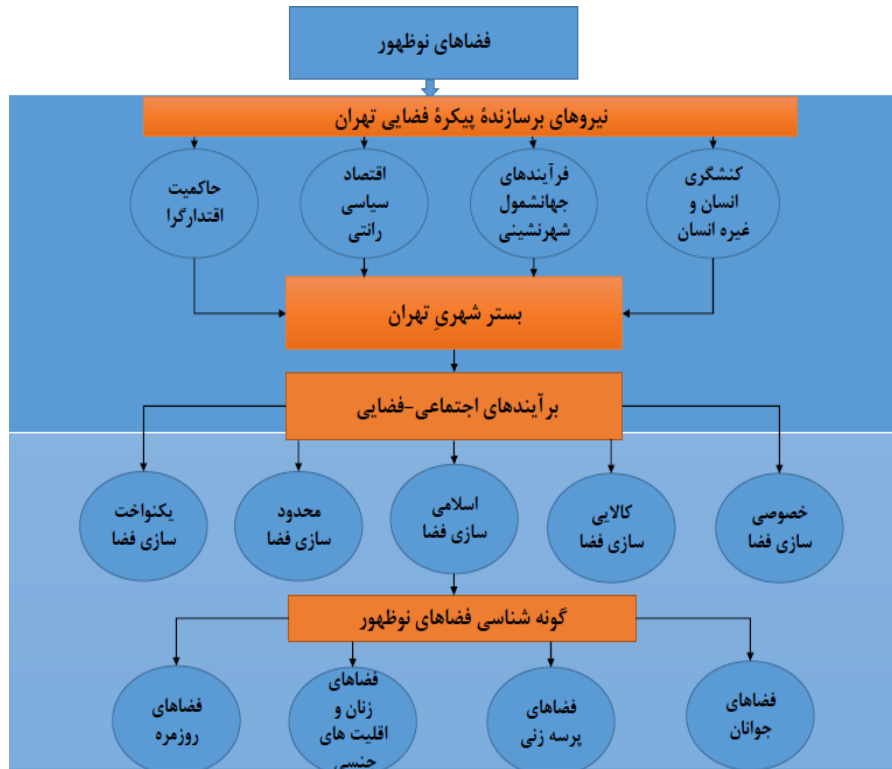 فضاهای نوظهور
نیروهای برسازندهٔ پیکرهٔ فضایی تهران
کنشگری
انسان و
غیره انسان
فرآیندهای
جهانشمول
شهرنشینی
اقتصاد
سیاسی
رانتی
حاکمیت
اقتدارگرا
بستر شهریِ تهران
برآیندهای اجتماعی-فضایی
خصوصی
سازی فضا
کالایی
سازی فضا
اسلامی
سازی فضا
محدود
سازی فضا
یکنواخت
سازی فضا
گونه شناسی فضاهای نوظهور
فضاهای
جوانان
فضاهای
پرسه زنی
فضاهای
زنان و
اقلیت های
جنسی
فضاهای
روزمره